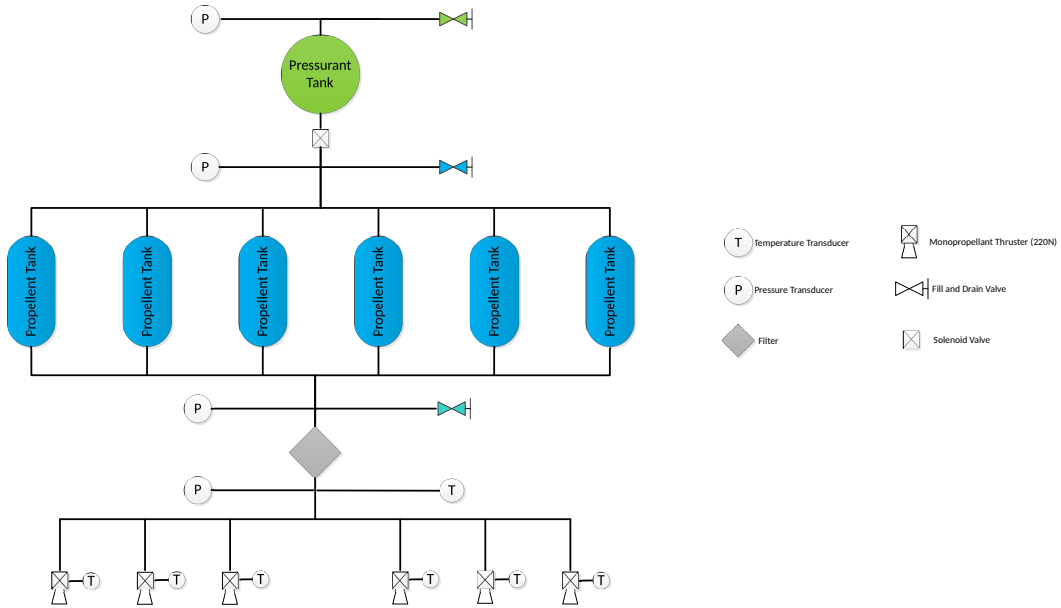 P
Pressurant
Tank
P
Propellent Tank
Propellent Tank
Propellent Tank
Propellent Tank
Propellent Tank
Propellent Tank
P
P
T
T
T
T
T
T
T
T Temperature Transducer
Monopropellant Thruster (220N)
P Pressure Transducer
Fill and Drain Valve
Filter
Solenoid Valve